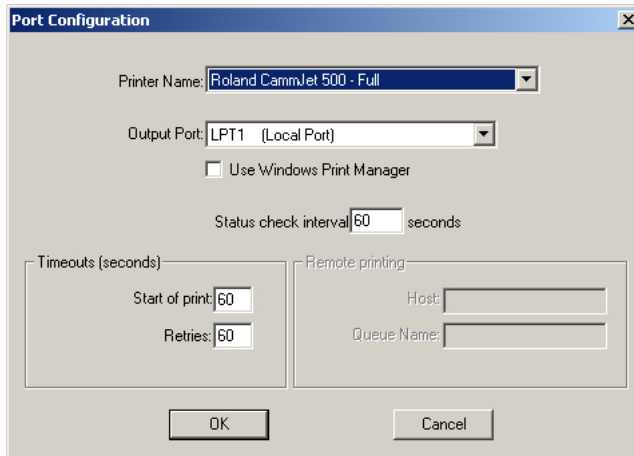 Port Configuration
Printer Name: Roland CammJet 500 - Full
Output Port: LPT1 (Local Port)
Use Windows Print Manager
Status check interval 60 seconds
Timeouts (seconds)
Start of print: 60
Retries: 60
Remote printing
Host:
Queue Name:
OK
Cancel